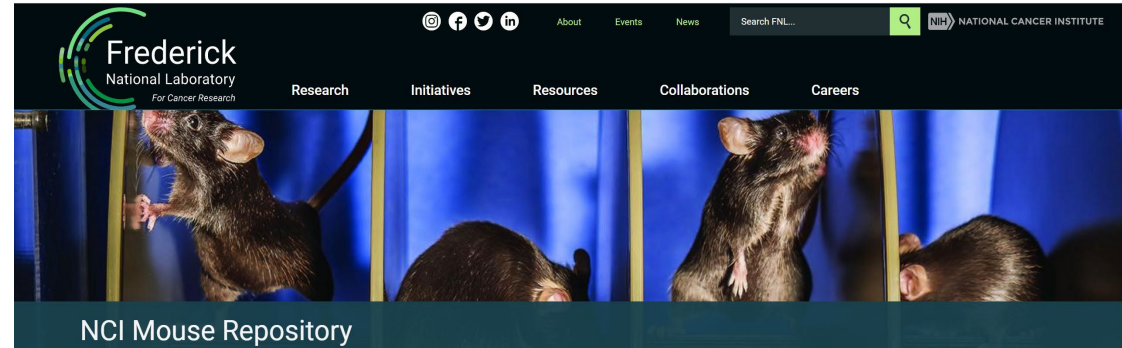 About Events News Search FNL... NIH NATIONAL CANCER INSTITUTE
Frederick
National Laboratory
For Cancer Research
Research Initiatives Resources Collaborations Careers
NCI Mouse Repository